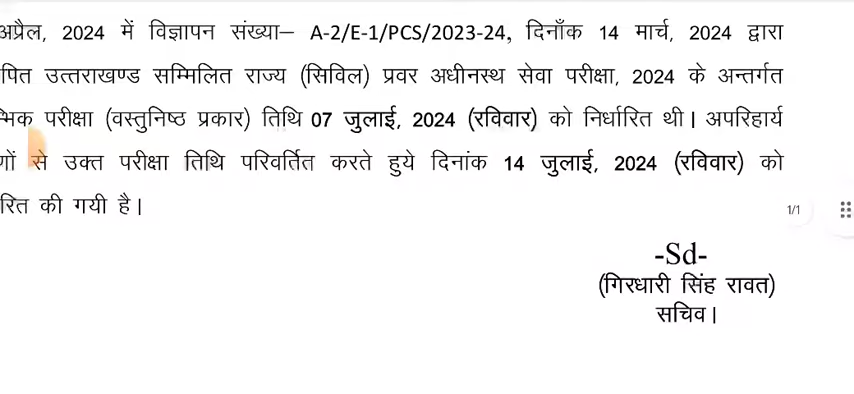 अप्रैल, 2024 में विज्ञापन संख्या– A-2/E-1/PCS/2023-24, दिनाँक 14 मार्च, 2024 द्वारा
पित उत्तराखण्ड सम्मिलित राज्य (सिविल) प्रवर अधीनस्थ सेवा परीक्षा, 2024 के अन्तर्गत
भिक परीक्षा (वस्तुनिष्ठ प्रकार) तिथि 07 जुलाई, 2024 (रविवार) को निर्धारित थी। अपरिहार्य
णों से उक्त परीक्षा तिथि परिवर्तित करते हुये दिनांक 14 जुलाई, 2024 (रविवार) को
रित की गयी है।
1/1
-Sd-
(गिरधारी सिंह रावत)
सचिव।